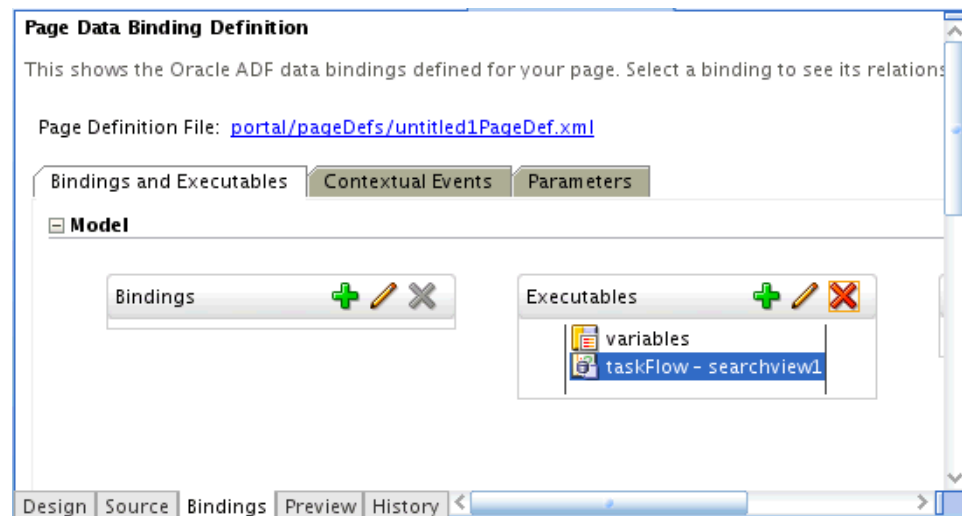 Page Data Binding Definition
This shows the Oracle ADF data bindings defined for your page. Select a binding to see its relations
Page Definition File: portal/pageDefs/untitled1PageDef.xml
Bindings and Executables Contextual Events Parameters
Model
Bindings Executables
variables
taskFlow - searchview1
Design Source Bindings Preview History